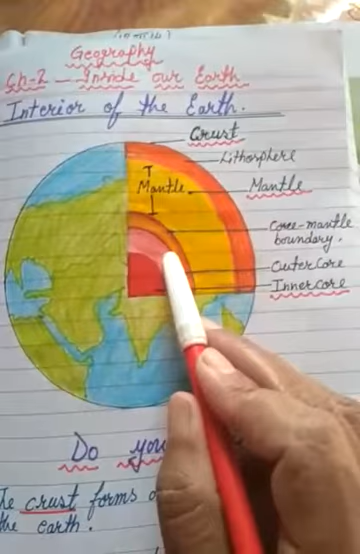 Geography
Ch-2 - Inside our Earth
Interior of the Earth.
Crust
Lithosphere
Mantle
Mantle
Core-mantle
boundary.
Outer core
Inner core
Do you
The crust forms
the earth.